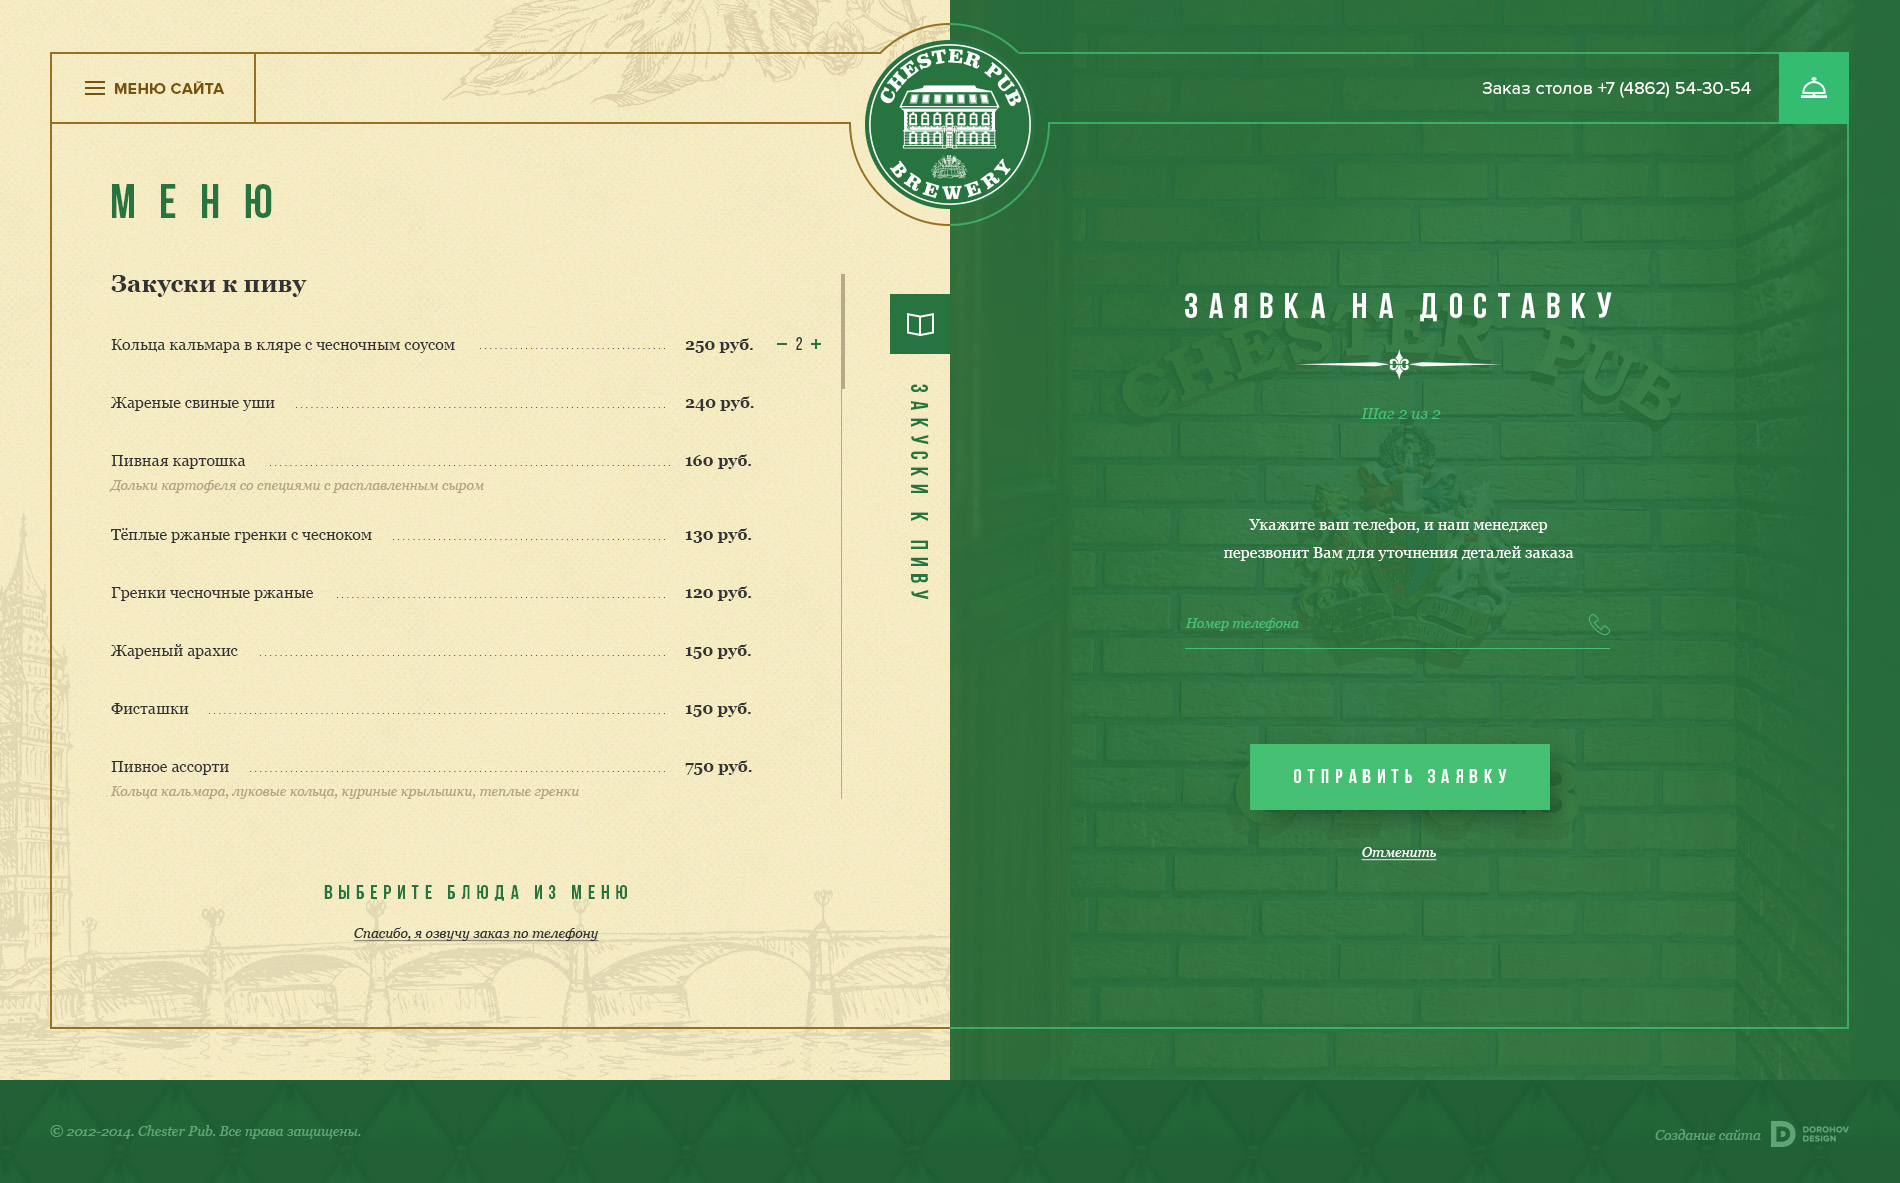 МЕНЮ САЙТА
CHESTER PUB
BREWERY
Заказ столов +7 (4862) 54-30-54
МЕНЮ
Закуски к пиву
Кольца кальмара в кляре с чесночным соусом 250 руб. − 2 +
Жареные свиные уши 240 руб.
Пивная картошка 160 руб.
Дольки картофеля со специями с расплавленным сыром
Тёплые ржаные гренки с чесноком 130 руб.
Гренки чесночные ржаные 120 руб.
Жареный арахис 150 руб.
Фисташки 150 руб.
Пивное ассорти 750 руб.
Кольца кальмара, луковые кольца, куриные крылышки, теплые гренки
ВЫБЕРИТЕ БЛЮДА ИЗ МЕНЮ
Спасибо, я озвучу заказ по телефону
ЗАКУСКИ К ПИВУ
ЗАЯВКА НА ДОСТАВКУ
CHESTER PUB
Шаг 2 из 2
Укажите ваш телефон, и наш менеджер
перезвонит Вам для уточнения деталей заказа
Номер телефона
ОТПРАВИТЬ ЗАЯВКУ
Отменить
© 2012-2014. Chester Pub. Все права защищены.
Создание сайта
D
DOROHOV
DESIGN